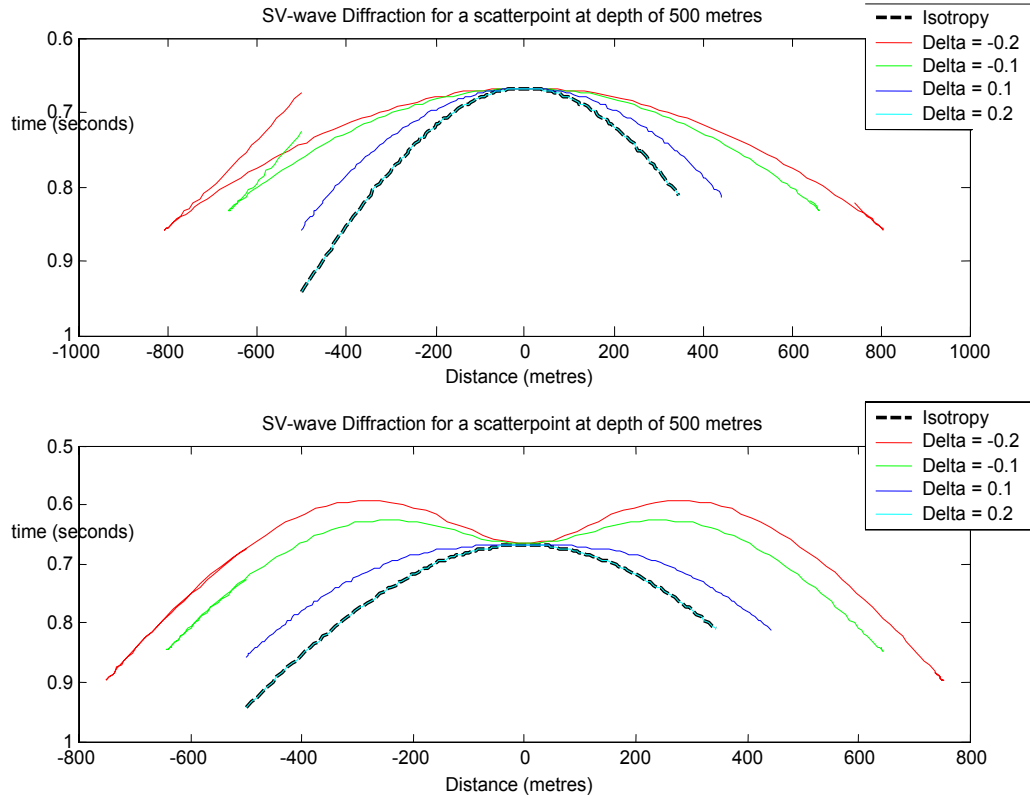 SV-wave Diffraction for a scatterpoint at depth of 500 metres
Isotropy
Delta = -0.2
Delta = -0.1
Delta = 0.1
Delta = 0.2
0.6
0.7
time (seconds)
0.8
0.9
1
-1000 -800 -600 -400 -200 0 200 400 600 800 1000
Distance (metres)
SV-wave Diffraction for a scatterpoint at depth of 500 metres
Isotropy
Delta = -0.2
Delta = -0.1
Delta = 0.1
Delta = 0.2
0.5
0.6
time (seconds)
0.7
0.8
0.9
1
-800 -600 -400 -200 0 200 400 600 800
Distance (metres)